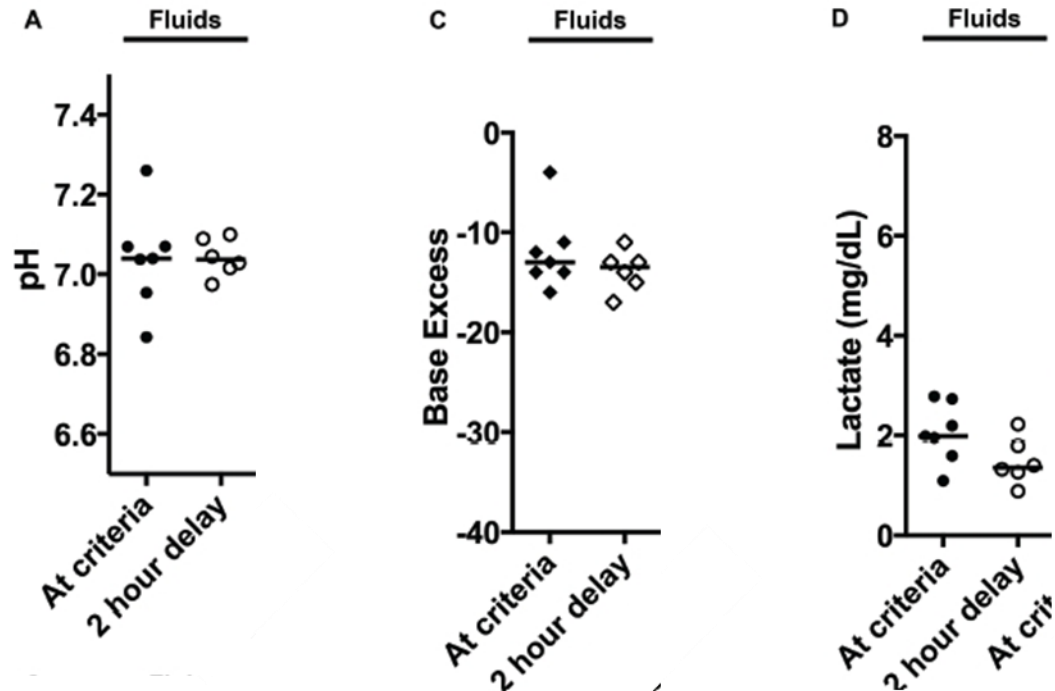 A
Fluids
7.4
7.2
7.0
6.8
6.6
pH
At criteria
2 hour delay
C
Fluids
0
-10
-20
-30
-40
Base Excess
At criteria
2 hour delay
D
Fluids
8
6
4
2
0
Lactate (mg/dL)
At criteria
2 hour delay
At crit